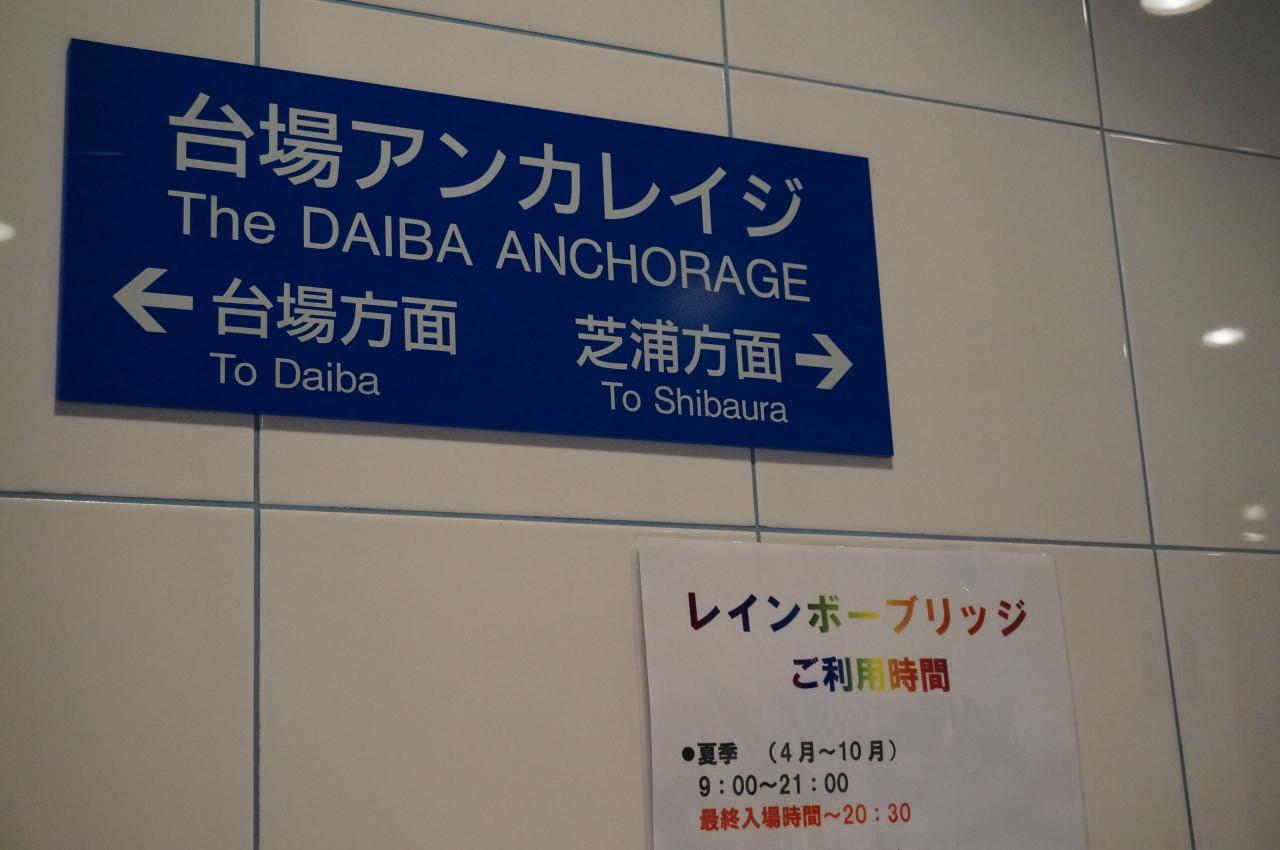 台場アンカレイジ
The DAIBA ANCHORAGE
← 台場方面 芝浦方面 →
To Daiba To Shibaura
レインボーブリッジ
ご利用時間
●夏季 （4月～10月）
9：00～21：00
最終入場時間～20：30